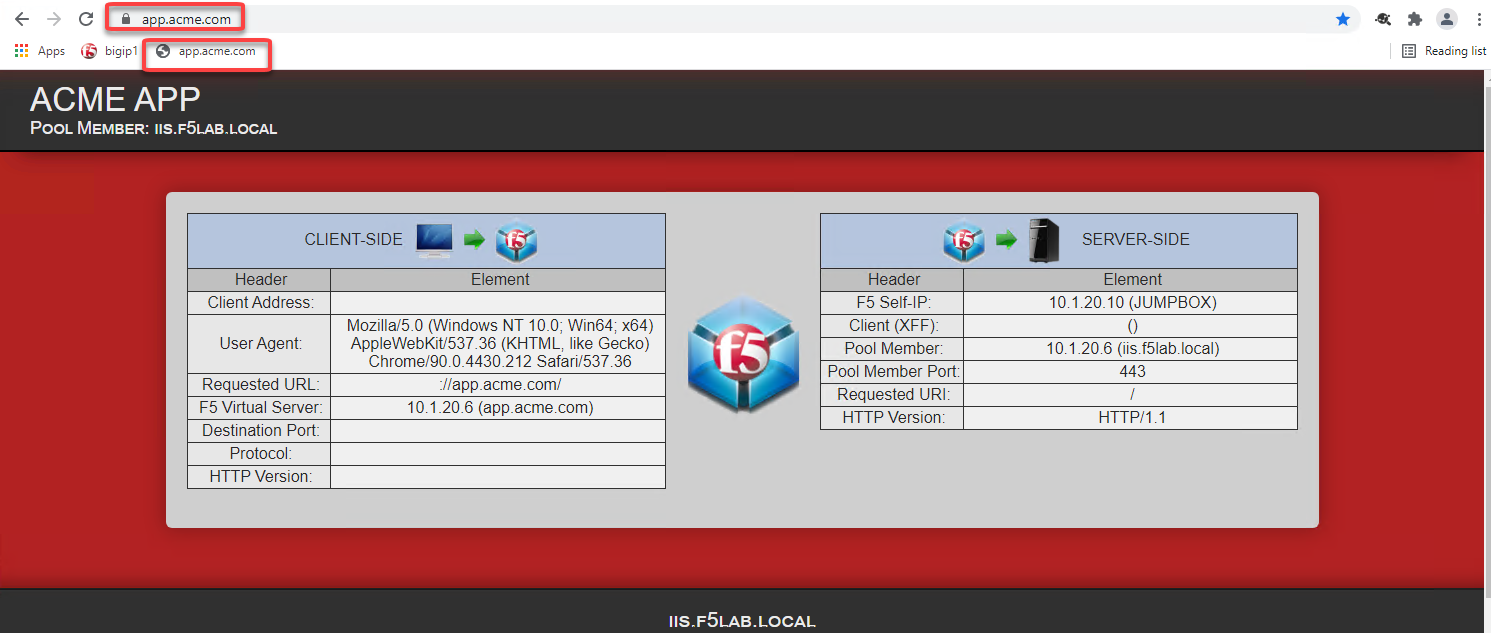 app.acme.com
Apps bigip1 app.acme.com Reading list
ACME APP
POOL MEMBER: IIS.F5LAB.LOCAL
CLIENT-SIDE f5
Header Element
Client Address:
User Agent: Mozilla/5.0 (Windows NT 10.0; Win64; x64)
AppleWebKit/537.36 (KHTML, like Gecko)
Chrome/90.0.4430.212 Safari/537.36
Requested URL: ://app.acme.com/
F5 Virtual Server: 10.1.20.6 (app.acme.com)
Destination Port:
Protocol:
HTTP Version:
f5
f5 SERVER-SIDE
Header Element
F5 Self-IP: 10.1.20.10 (JUMPBOX)
Client (XFF): ()
Pool Member: 10.1.20.6 (iis.f5lab.local)
Pool Member Port: 443
Requested URI: /
HTTP Version: HTTP/1.1
IIS.F5LAB.LOCAL